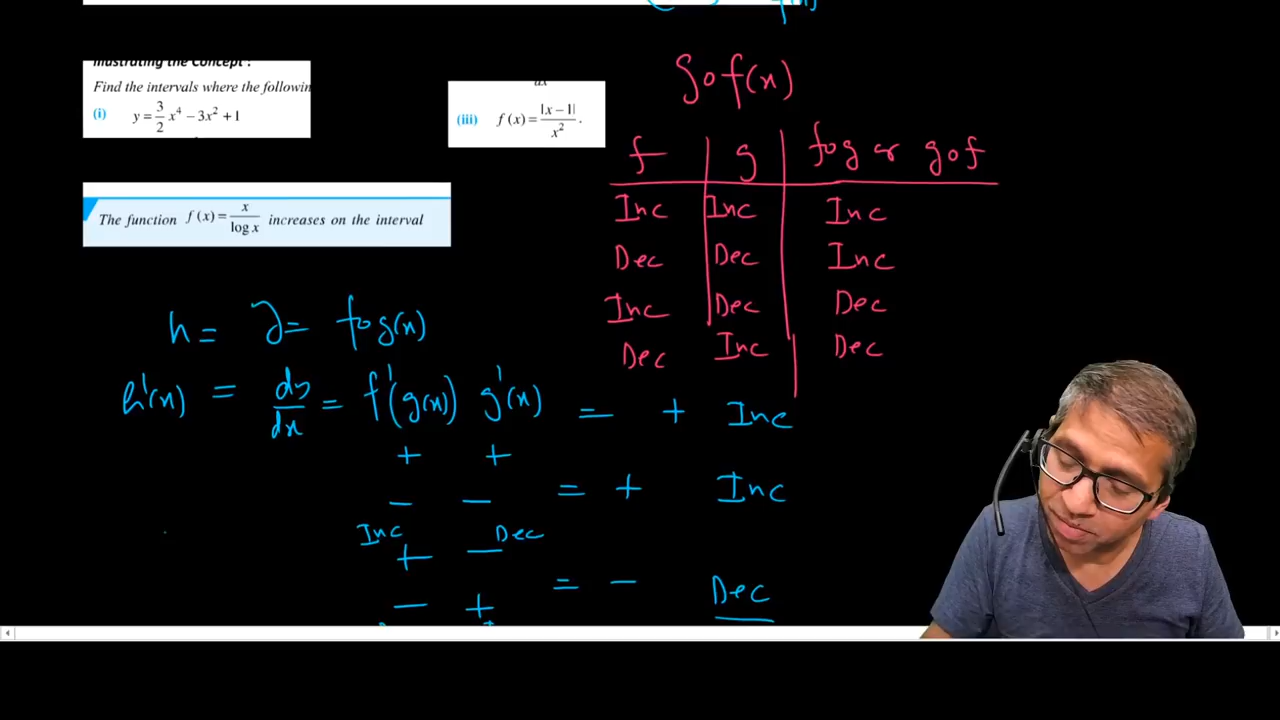 gof(x)
Illustrating the Concept :
Find the intervals where the followin
(i) y = 3/2 x⁴ − 3x² + 1
dx
(iii) f(x) = |x − 1| / x² .
f | g | fog or gof
Inc | Inc | Inc
Dec | Dec | Inc
Inc | Dec | Dec
Dec | Inc | Dec
The function f(x) = x / log x increases on the interval
h = y = fog(x)
h'(x) = dy/dx = f'(g(x)) g'(x) = + Inc
+ +
− − = + Inc
Inc Dec
+ −
= − Dec
− +